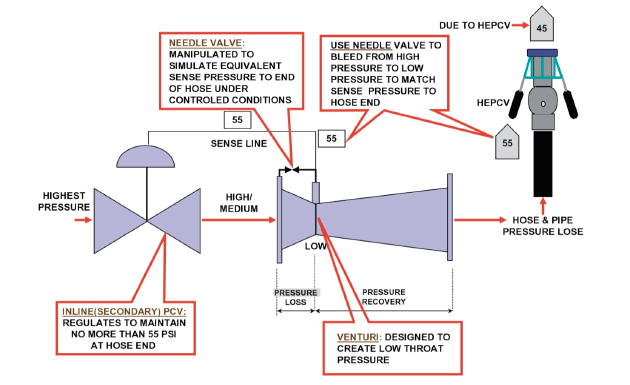 DUE TO HEPCV
45
NEEDLE VALVE:
MANIPULATED TO
SIMULATE EQUIVALENT
SENSE PRESSURE TO END
OF HOSE UNDER
CONTROLED CONDITIONS
USE NEEDLE VALVE TO
BLEED FROM HIGH
PRESSURE TO LOW
PRESSURE TO MATCH
SENSE PRESSURE TO
HOSE END
HEPCV
55
55
SENSE LINE
55
HIGHEST
PRESSURE
HIGH/
MEDIUM
LOW
HOSE & PIPE
PRESSURE LOSE
PRESSURE
LOSS
PRESSURE
RECOVERY
INLINE(SECONDARY) PCV:
REGULATES TO MAINTAIN
NO MORE THAN 55 PSI
AT HOSE END
VENTURI: DESIGNED TO
CREATE LOW THROAT
PRESSURE